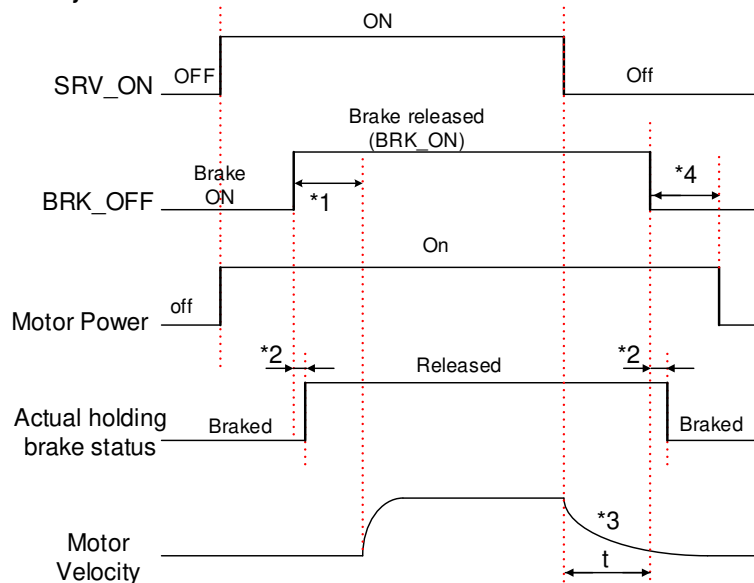 ON
SRV_ON
OFF
Off
Brake released
(BRK_ON)
Brake
ON
BRK_OFF
*1
*4
On
off
Motor Power
*2
Released
*2
Actual holding
brake status
Braked
Braked
*3
Motor
Velocity
t